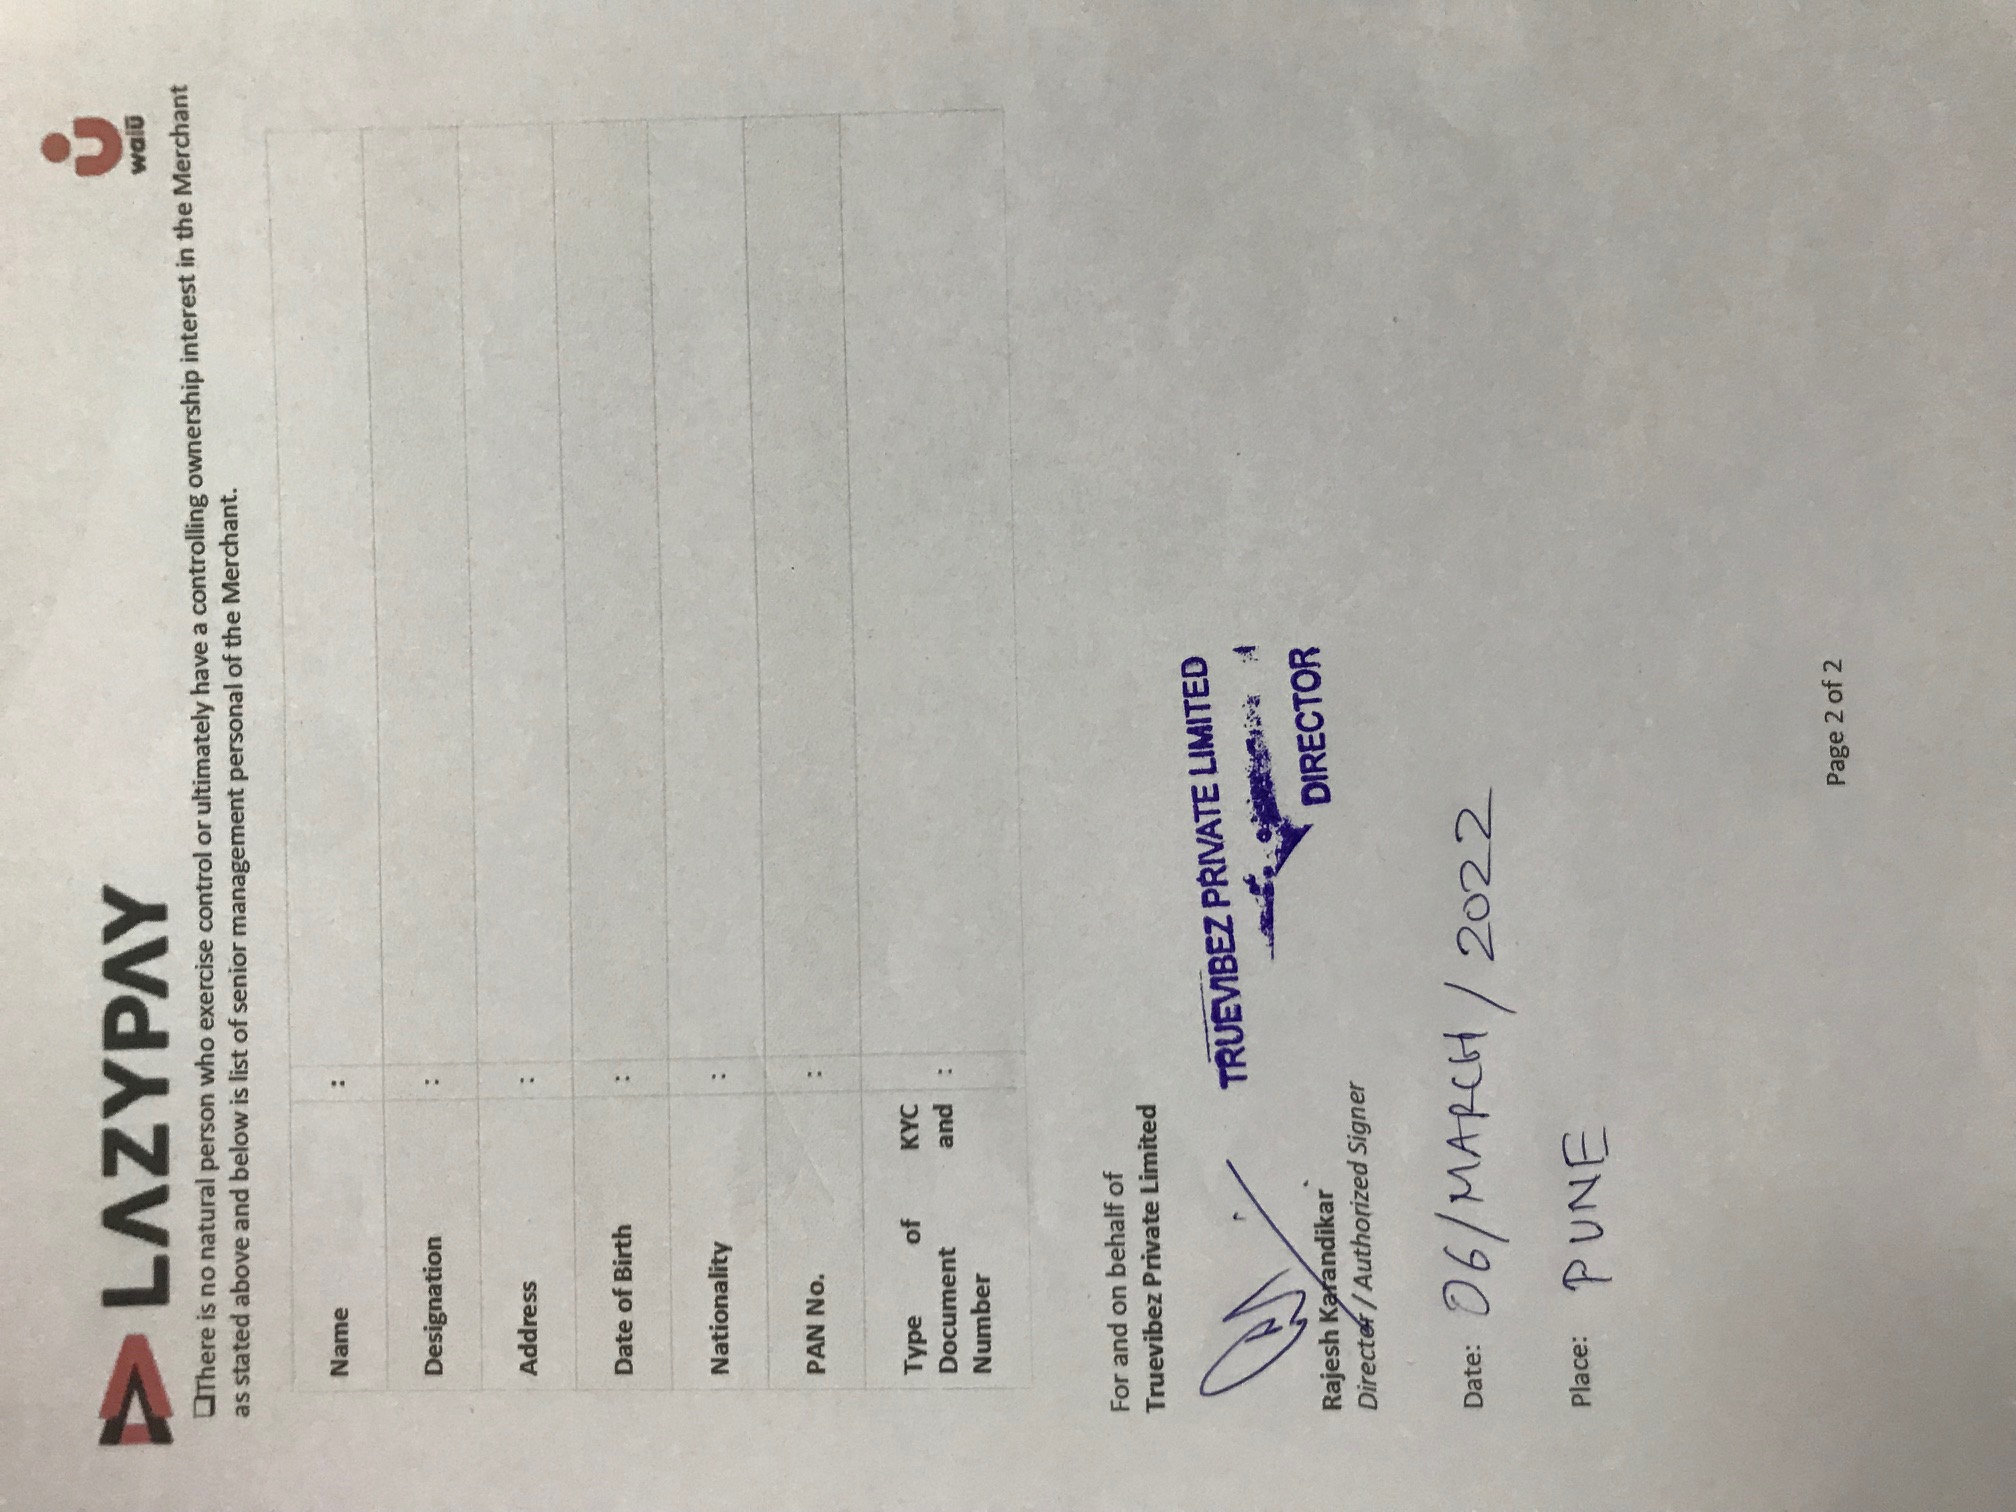 LAZYPAY
walū
There is no natural person who exercise control or ultimately have a controlling ownership interest in the Merchant
as stated above and below is list of senior management personal of the Merchant.
Name :
Designation :
Address :
Date of Birth :
Nationality :
PAN No. :
Type of KYC
Document and :
Number
For and on behalf of
Truevibez Private Limited
TRUEVIBEZ PRIVATE LIMITED
DIRECTOR
Rajesh Karandikar
Director / Authorized Signer
Date: 06/MARCH/2022
Place: PUNE
Page 2 of 2